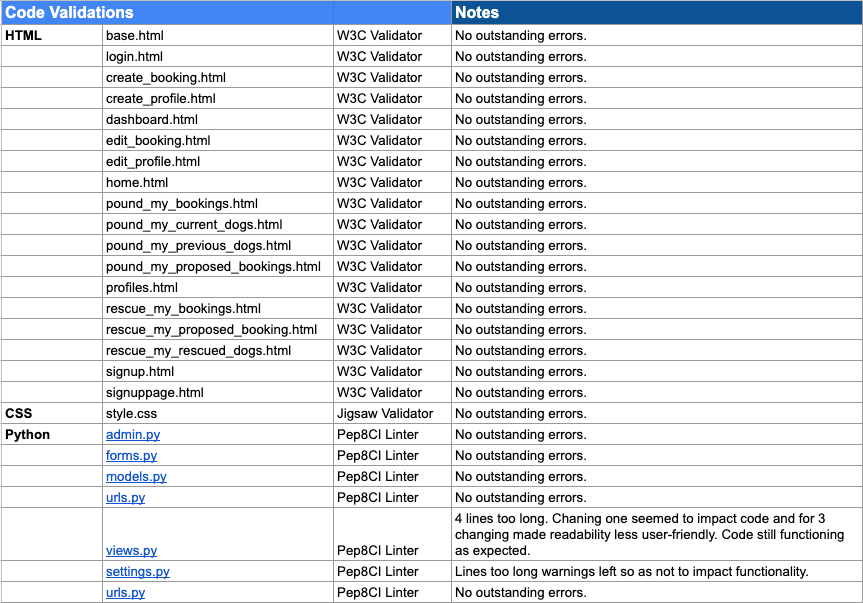 Code Validations Notes
HTML base.html W3C Validator No outstanding errors.
login.html W3C Validator No outstanding errors.
create_booking.html W3C Validator No outstanding errors.
create_profile.html W3C Validator No outstanding errors.
dashboard.html W3C Validator No outstanding errors.
edit_booking.html W3C Validator No outstanding errors.
edit_profile.html W3C Validator No outstanding errors.
home.html W3C Validator No outstanding errors.
pound_my_bookings.html W3C Validator No outstanding errors.
pound_my_current_dogs.html W3C Validator No outstanding errors.
pound_my_previous_dogs.html W3C Validator No outstanding errors.
pound_my_proposed_bookings.html W3C Validator No outstanding errors.
profiles.html W3C Validator No outstanding errors.
rescue_my_bookings.html W3C Validator No outstanding errors.
rescue_my_proposed_booking.html W3C Validator No outstanding errors.
rescue_my_rescued_dogs.html W3C Validator No outstanding errors.
signup.html W3C Validator No outstanding errors.
signuppage.html W3C Validator No outstanding errors.
CSS style.css Jigsaw Validator No outstanding errors.
Python admin.py Pep8CI Linter No outstanding errors.
forms.py Pep8CI Linter No outstanding errors.
models.py Pep8CI Linter No outstanding errors.
urls.py Pep8CI Linter No outstanding errors.
4 lines too long. Chaning one seemed to impact code and for 3
changing made readability less user-friendly. Code still functioning
views.py Pep8CI Linter as expected.
settings.py Pep8CI Linter Lines too long warnings left so as not to impact functionality.
urls.py Pep8CI Linter No outstanding errors.